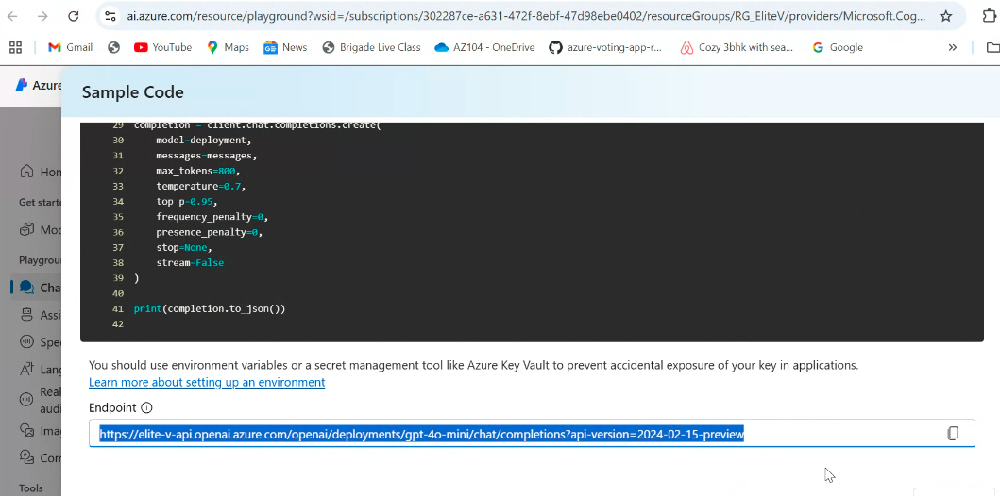 ai.azure.com/resource/playground?wsid=/subscriptions/302287ce-a631-472f-8ebf-47d98ebe0402/resourceGroups/RG_EliteV/providers/Microsoft.Cog...
Gmail YouTube Maps News Brigade Live Class AZ104 - OneDrive azure-voting-app-r... Cozy 3bhk with sea... Google »
Azure
Sample Code
29 completion = client.chat.completions.create(
30 model=deployment,
31 messages=messages,
32 max_tokens=800,
33 temperature=0.7,
34 top_p=0.95,
35 frequency_penalty=0,
36 presence_penalty=0,
37 stop=None,
38 stream=False
39 )
40
41 print(completion.to_json())
42
Hom
Get starte
Mod
Playgroun
Chat
Assi
Spee
Lang
Real
audi
Imag
Com
Tools
You should use environment variables or a secret management tool like Azure Key Vault to prevent accidental exposure of your key in applications.
Learn more about setting up an environment
Endpoint
https://elite-v-api.openai.azure.com/openai/deployments/gpt-4o-mini/chat/completions?api-version=2024-02-15-preview